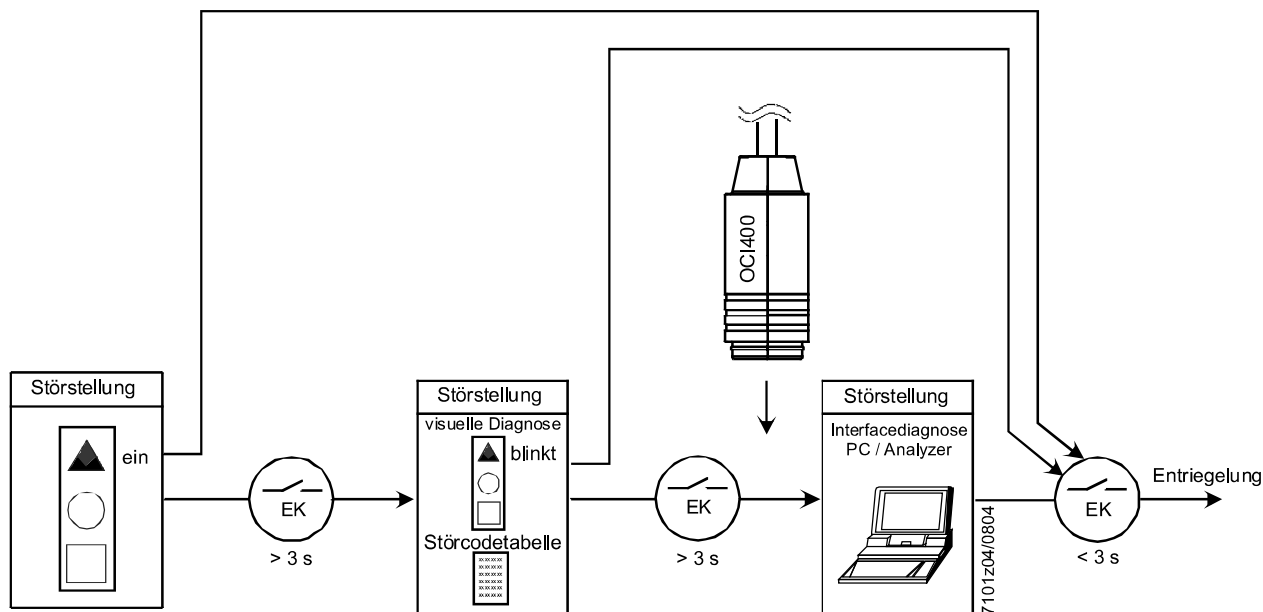 OCI400
Störstellung
ein
EK
> 3 s
Störstellung
visuelle Diagnose
blinkt
Störcodetabelle
EK
> 3 s
Störstellung
Interfacediagnose
PC / Analyzer
7101z04/0804
EK
< 3 s
Entriegelung